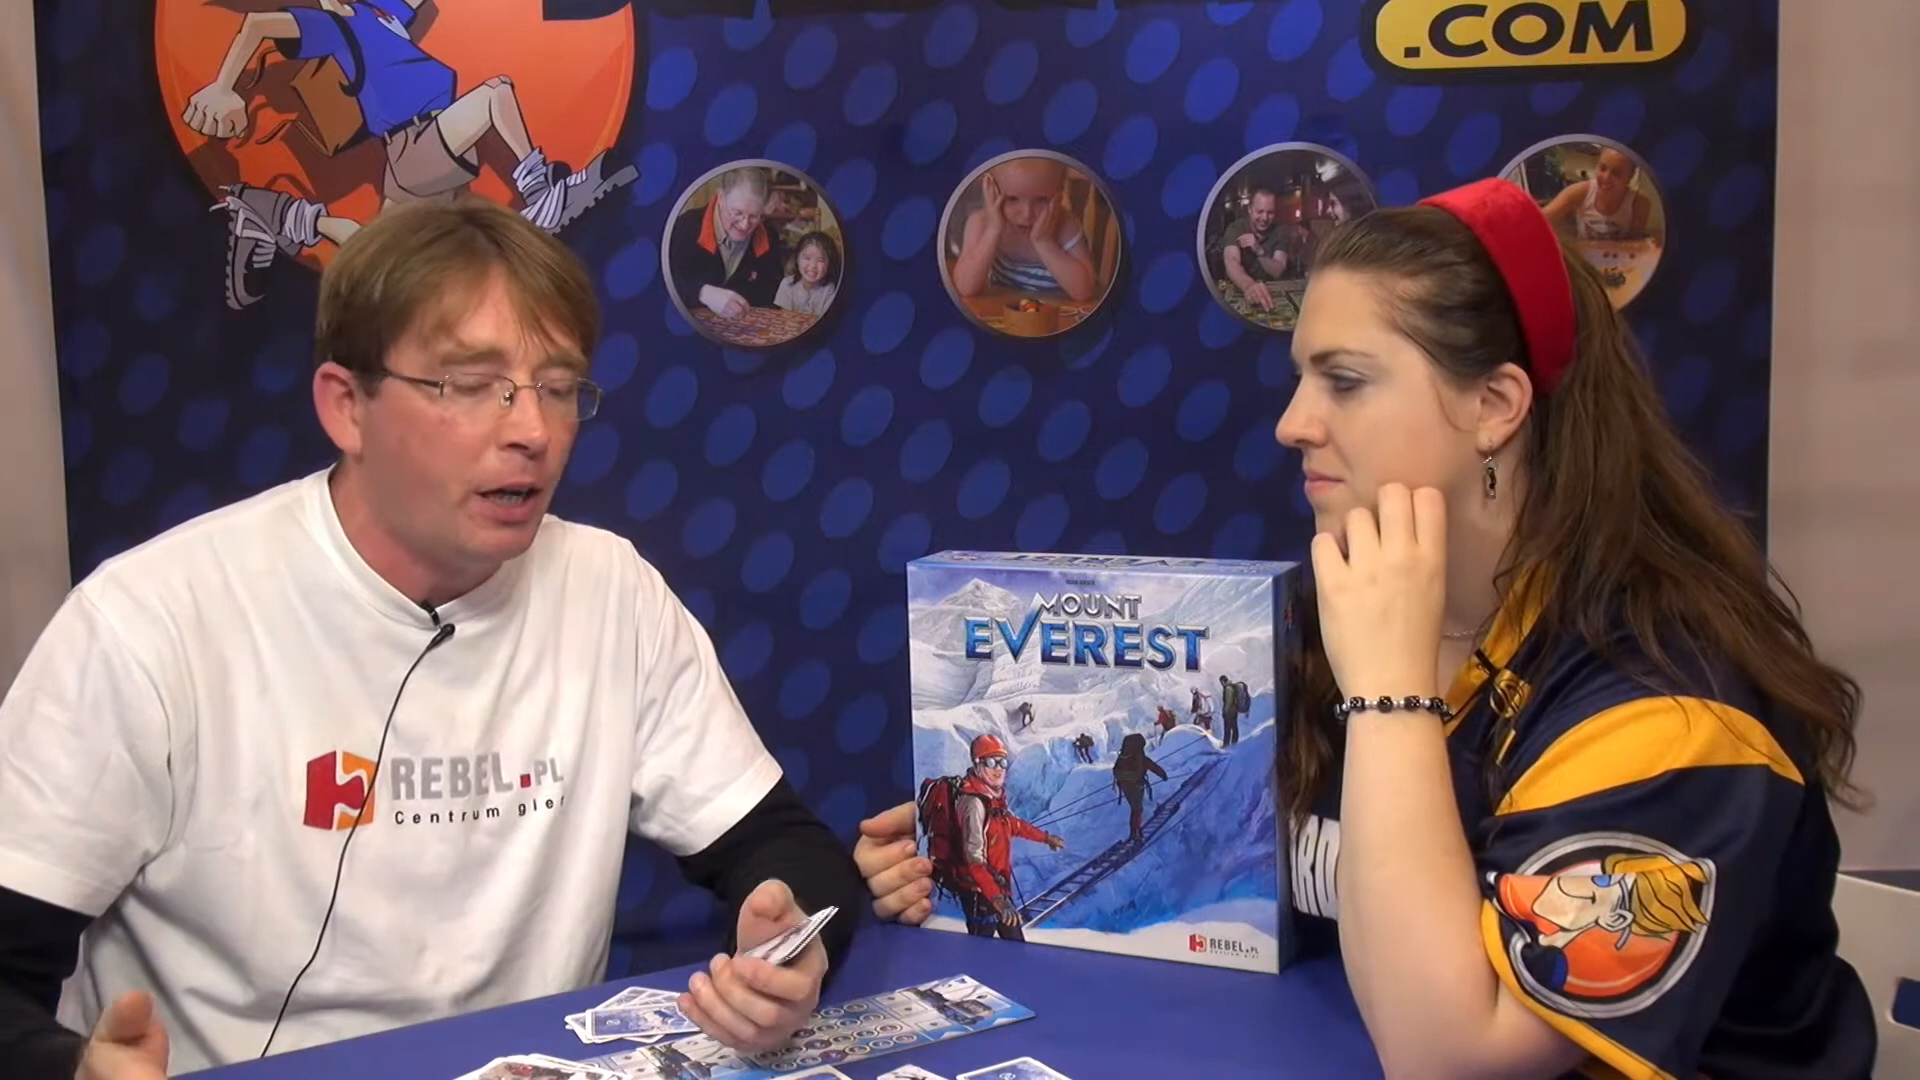 .COM
MOUNT
EVEREST
REBEL.PL
Centrum gier
REBEL.PL